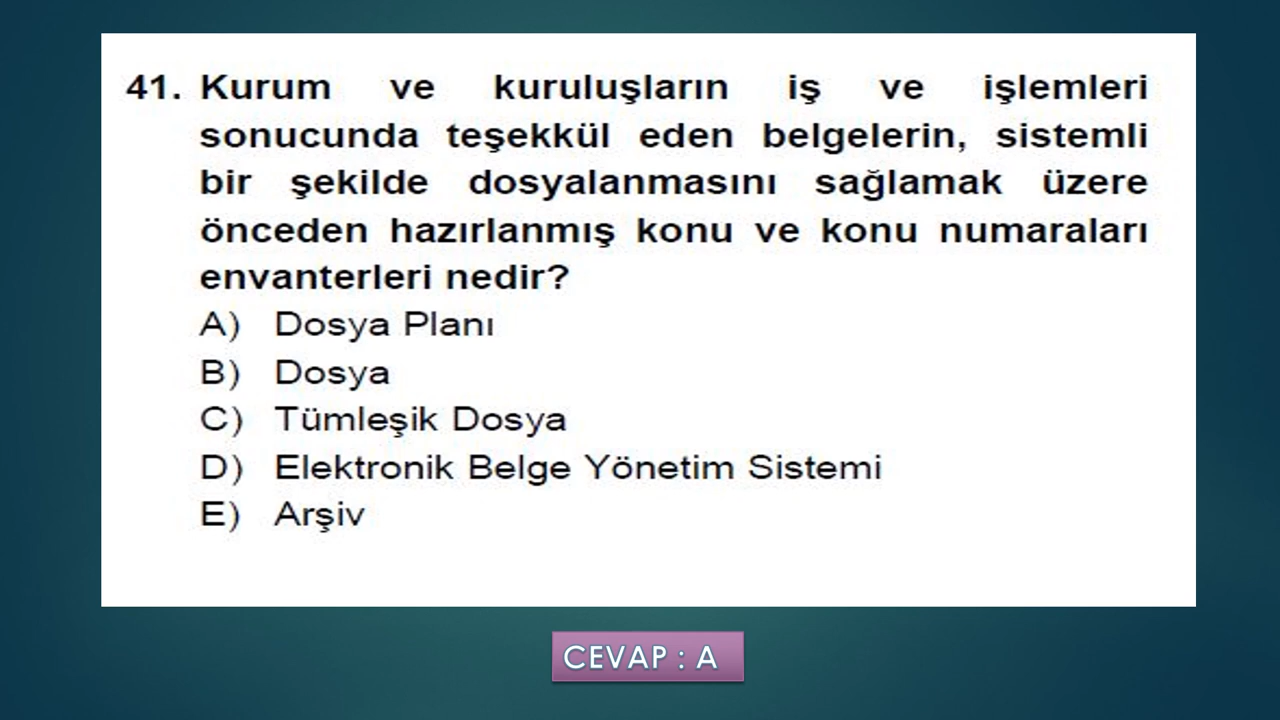 41. Kurum ve kuruluşların iş ve işlemleri
sonucunda teşekkül eden belgelerin, sistemli
bir şekilde dosyalanmasını sağlamak üzere
önceden hazırlanmış konu ve konu numaraları
envanterleri nedir?
A) Dosya Planı
B) Dosya
C) Tümleşik Dosya
D) Elektronik Belge Yönetim Sistemi
E) Arşiv
CEVAP : A